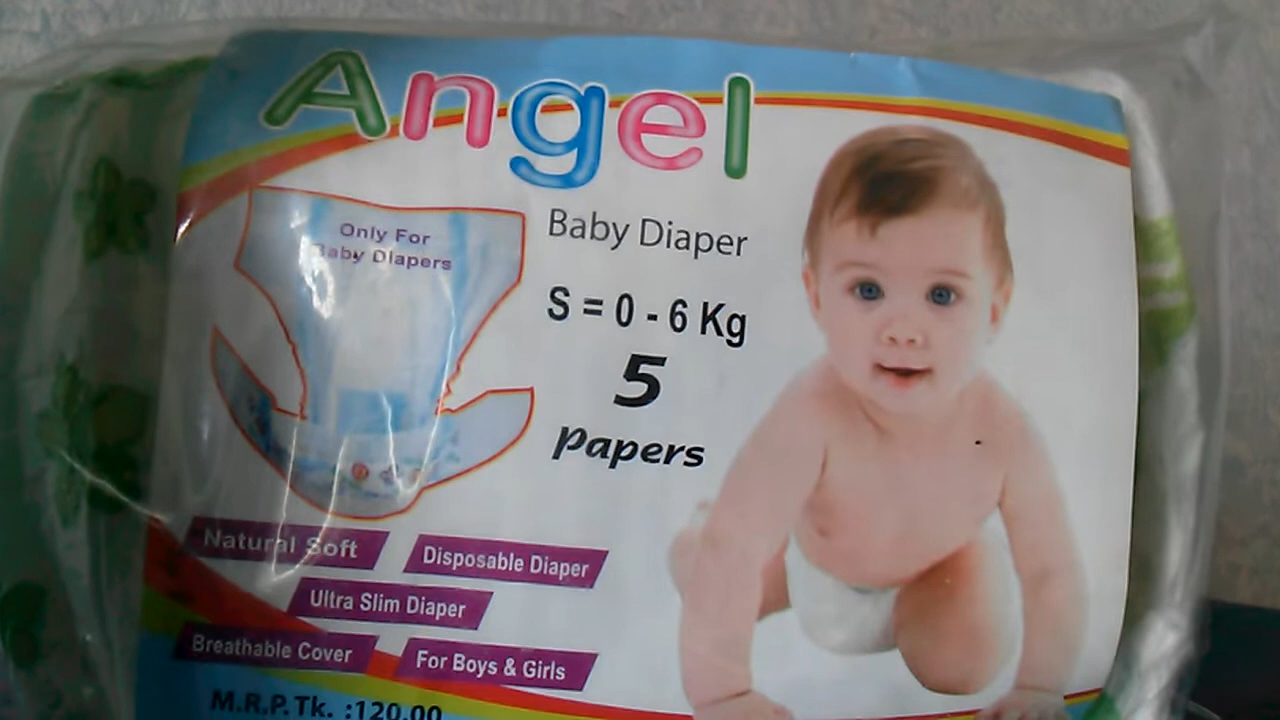 Angel
Only For
Baby Diapers
Baby Diaper
S = 0 - 6 Kg
5
papers
Natural Soft
Disposable Diaper
Ultra Slim Diaper
Breathable Cover
For Boys & Girls
M.R.P. Tk. :120.00